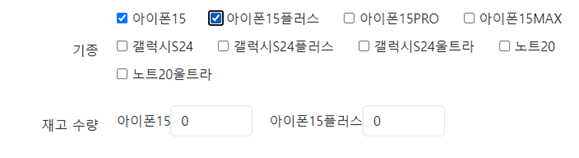 아이폰15 아이폰15플러스 아이폰15PRO 아이폰15MAX
기종 갤럭시S24 갤럭시S24플러스 갤럭시S24울트라 노트20
노트20울트라
재고 수량 아이폰15 0 아이폰15플러스 0